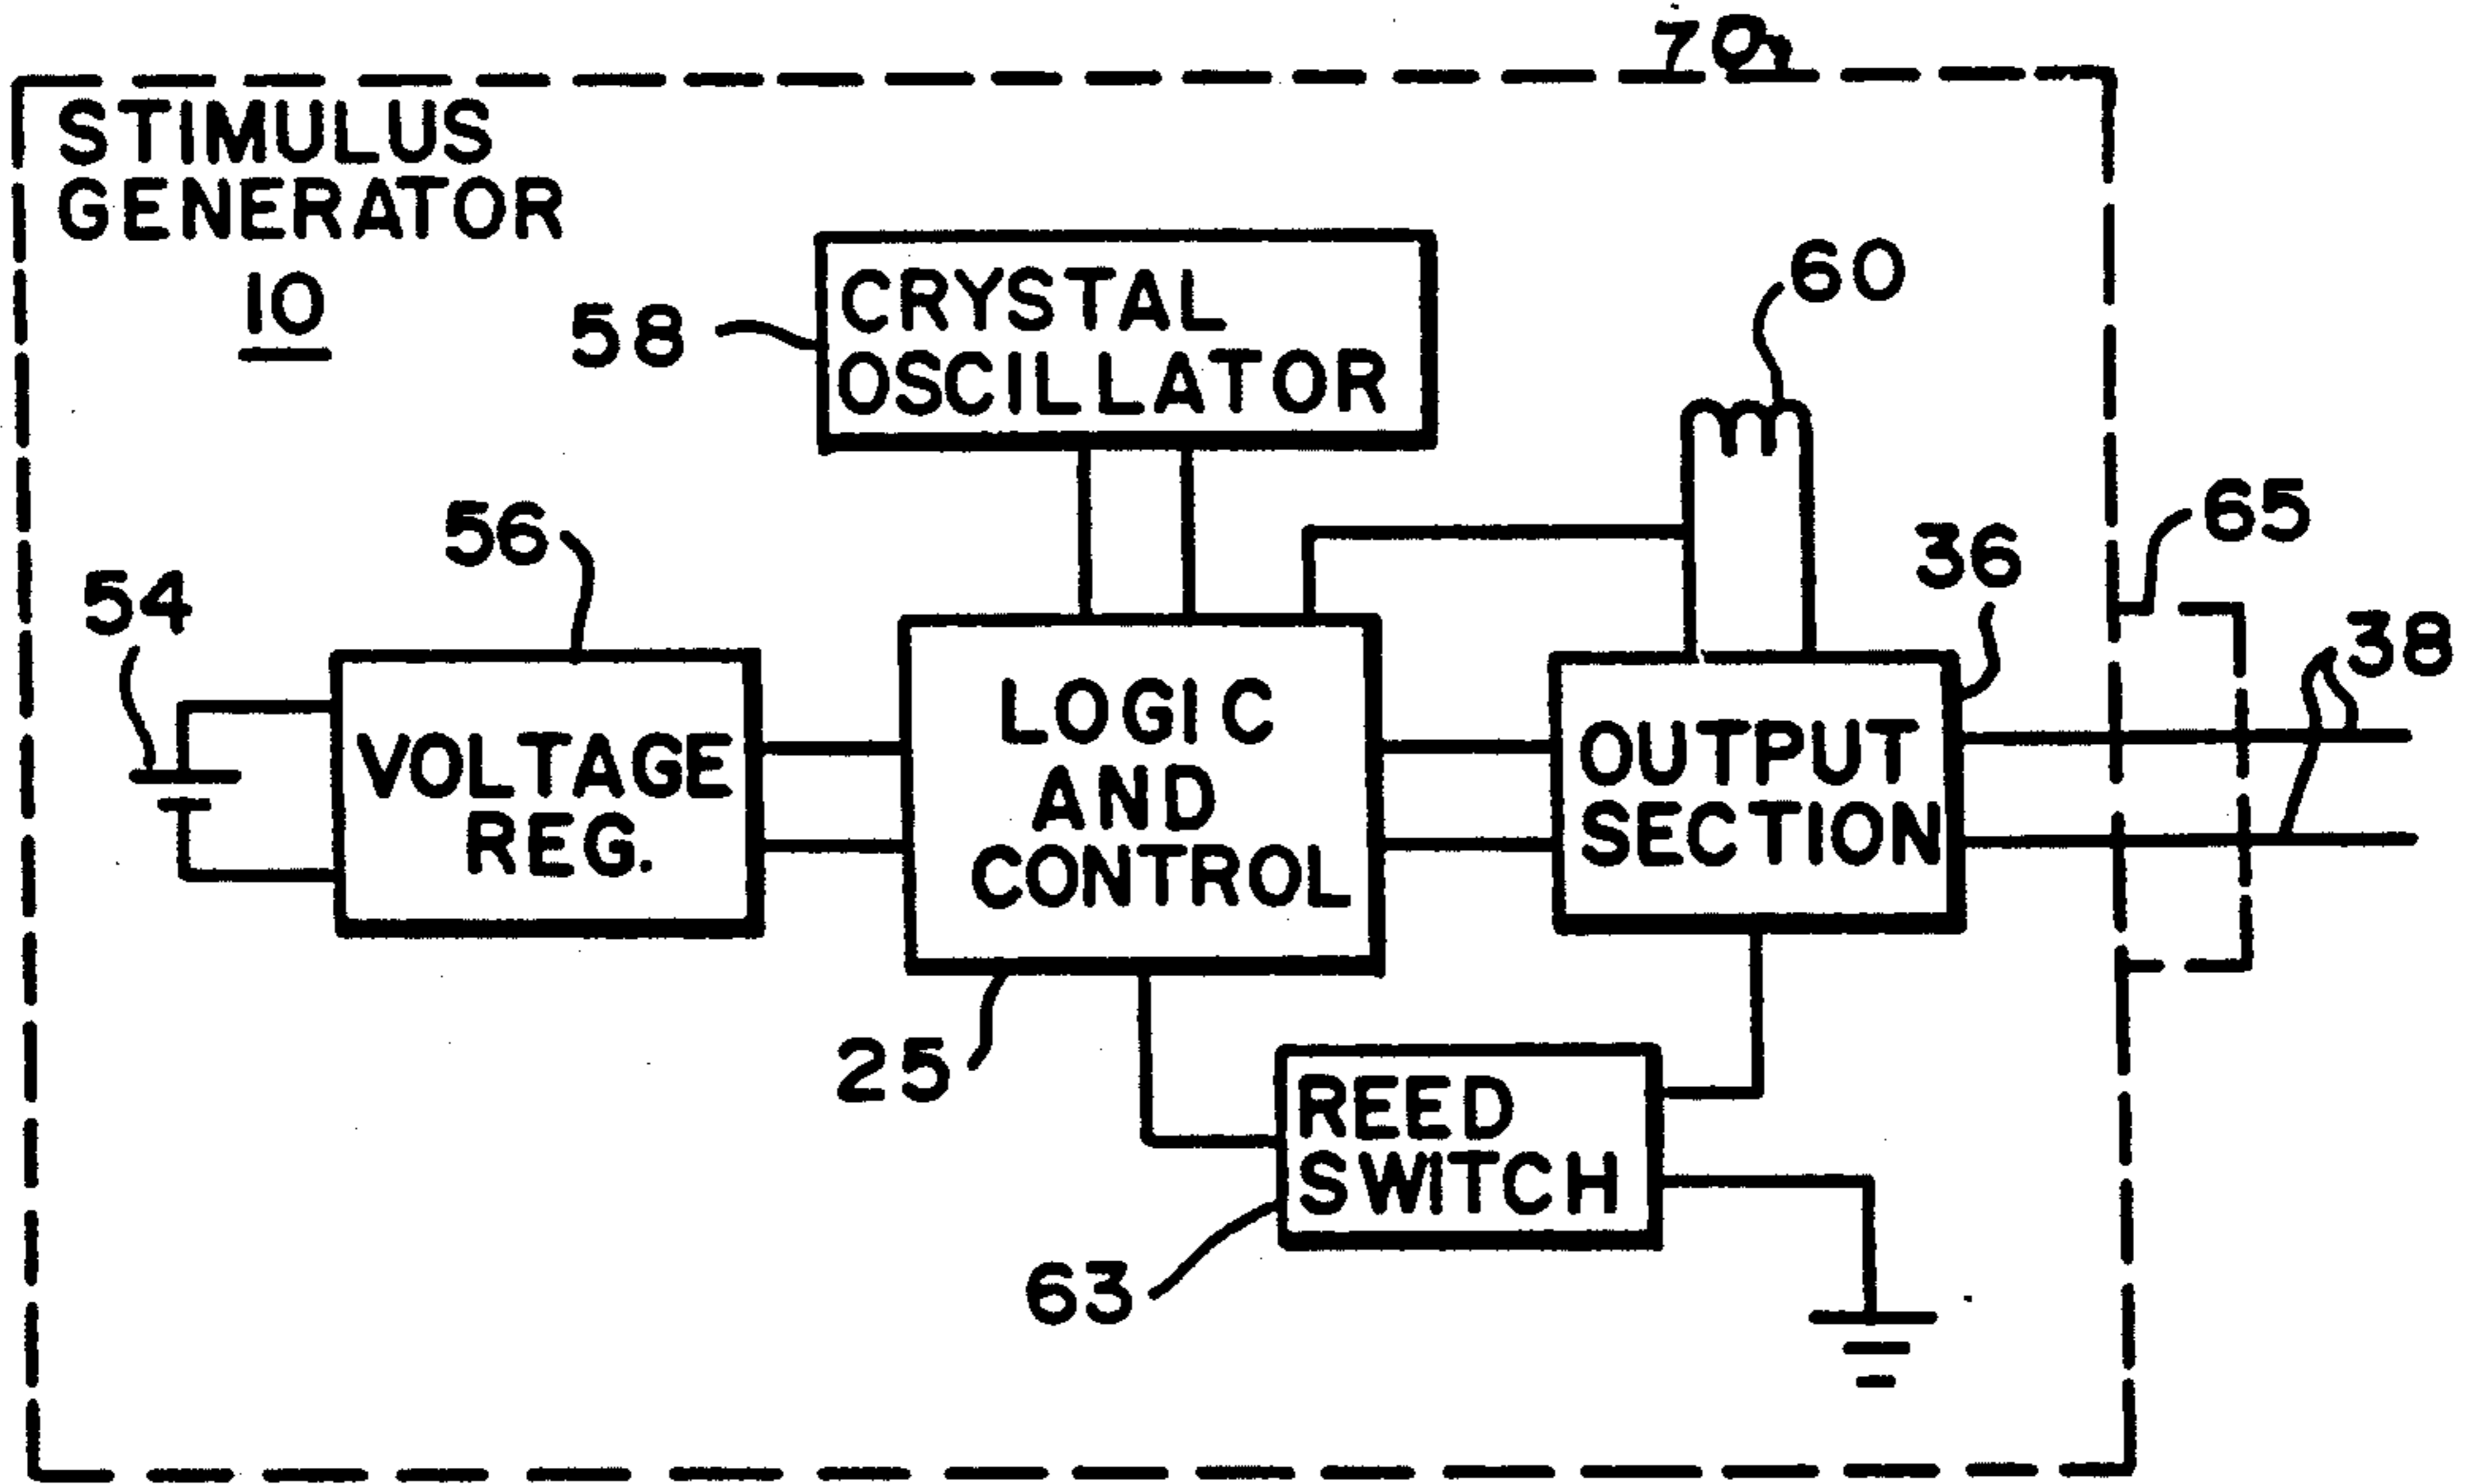 70
STIMULUS
GENERATOR
10
58
CRYSTAL
OSCILLATOR
60
56
54
36
65
38
VOLTAGE
REG.
LOGIC
AND
CONTROL
OUTPUT
SECTION
25
REED
SWITCH
63